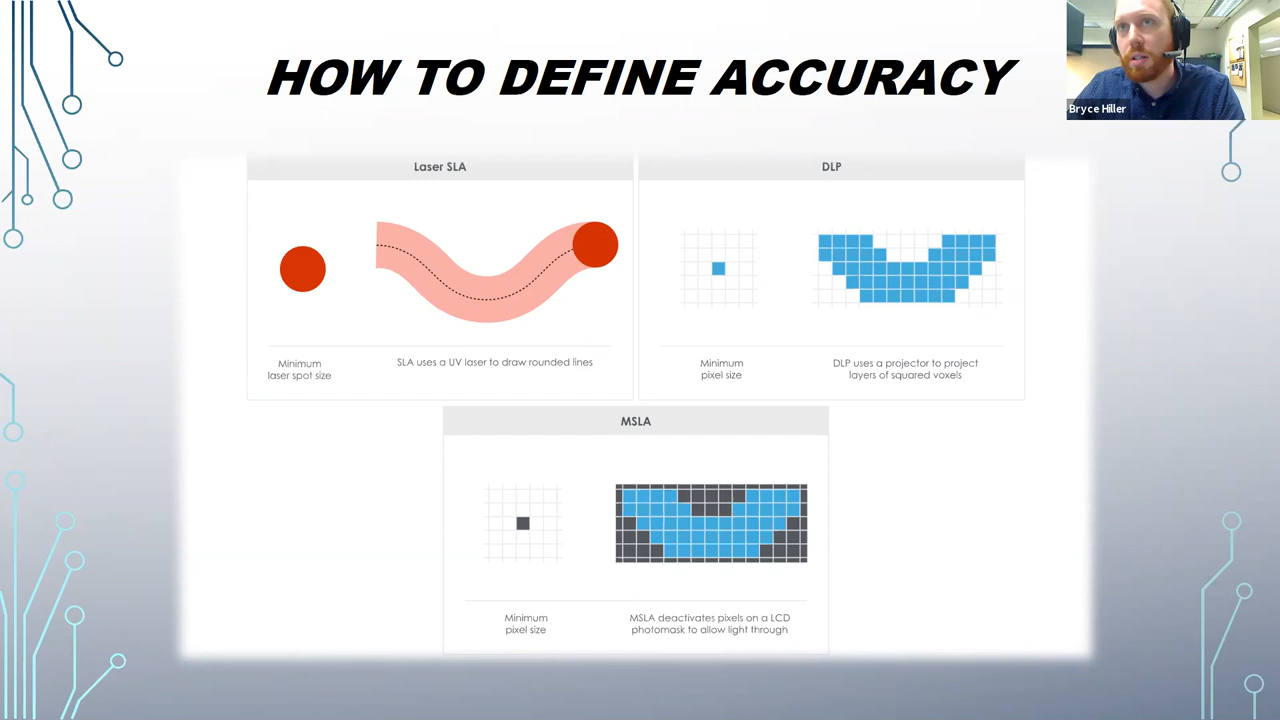 HOW TO DEFINE ACCURACY
Bryce Hiller
Laser SLA
Minimum
laser spot size
SLA uses a UV laser to draw rounded lines
DLP
Minimum
pixel size
DLP uses a projector to project
layers of squared voxels
MSLA
Minimum
pixel size
MSLA deactivates pixels on a LCD
photomask to allow light through